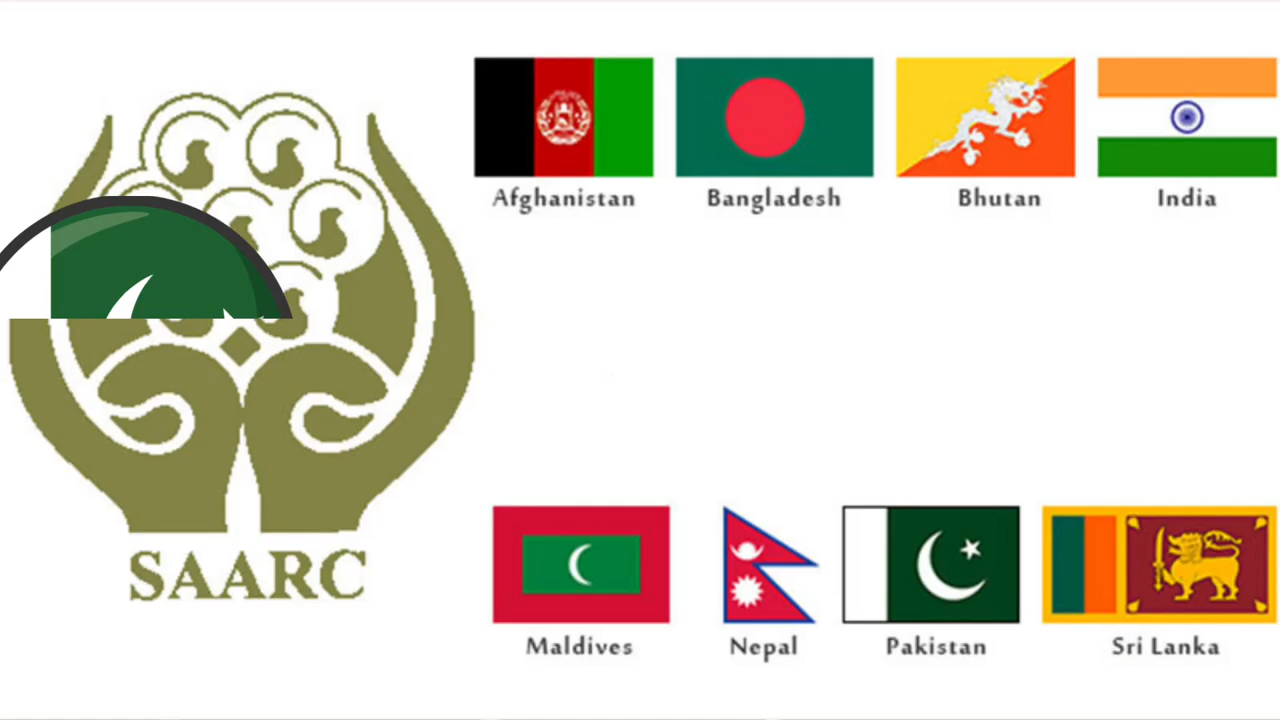 Afghanistan
Bangladesh
Bhutan
India
SAARC
Maldives
Nepal
Pakistan
Sri Lanka